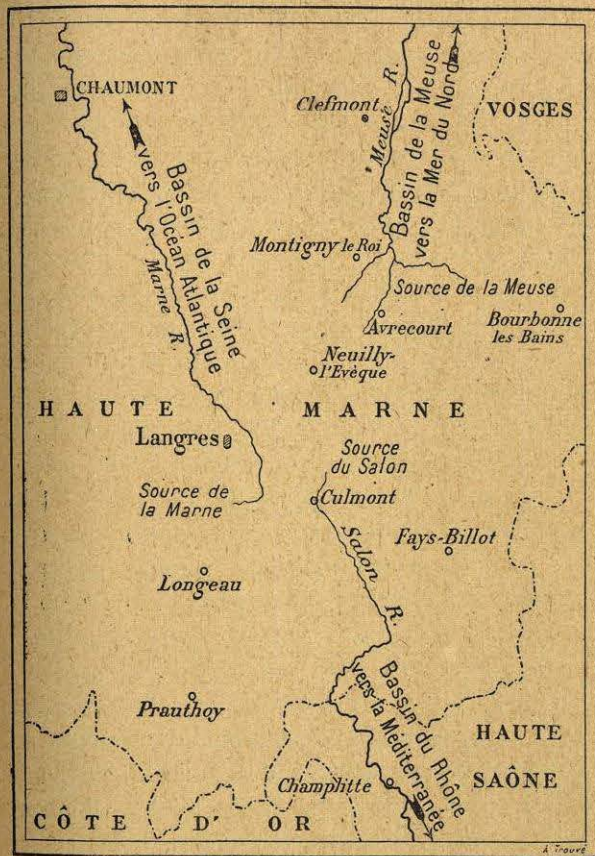 CHAUMONT
Clefmont
Meuse R.
Bassin de la Meuse
vers la Mer du Nord
VOSGES
Bassin de la Seine
vers l'Océan Atlantique
Marne R.
Montigny le Roi
Source de la Meuse
Avrecourt
Bourbonne
les Bains
Neuilly-
l'Evêque
HAUTE MARNE
Langres
Source
du Salon
Source de
la Marne
Culmont
Salon R.
Fays-Billot
Longeau
Prauthoy
Bassin du Rhône
vers la Méditerranée
HAUTE
SAÔNE
Champlitte
CÔTE D'OR
A Trouvé